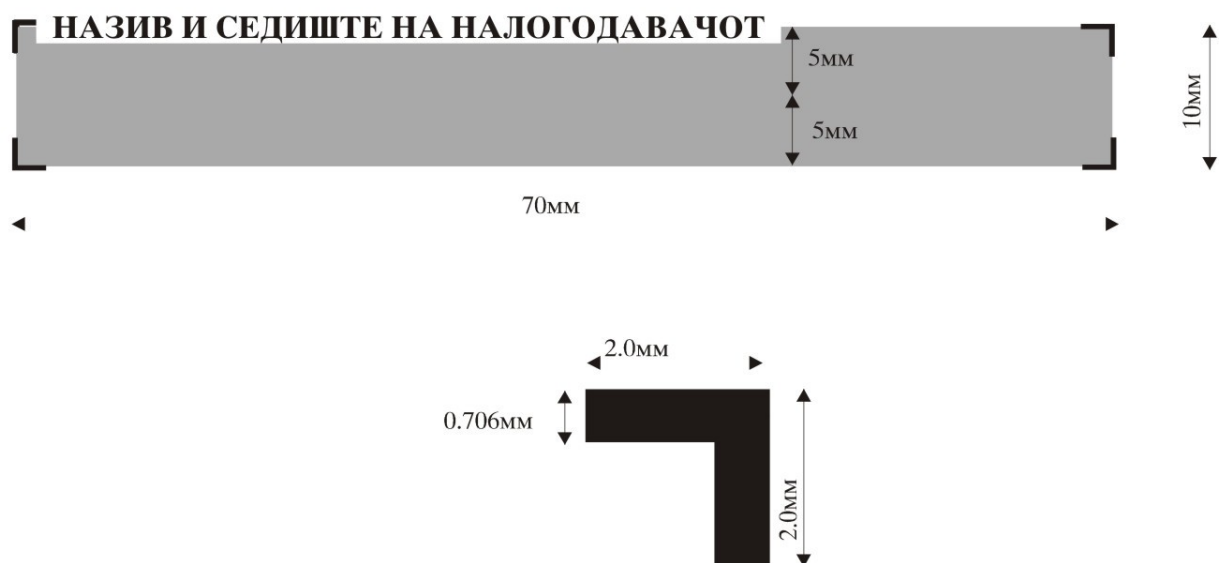 НАЗИВ И СЕДИШТЕ НА НАЛОГОДАВАЧОТ
5мм
5мм
10мм
70мм
2.0мм
0.706мм
2.0мм